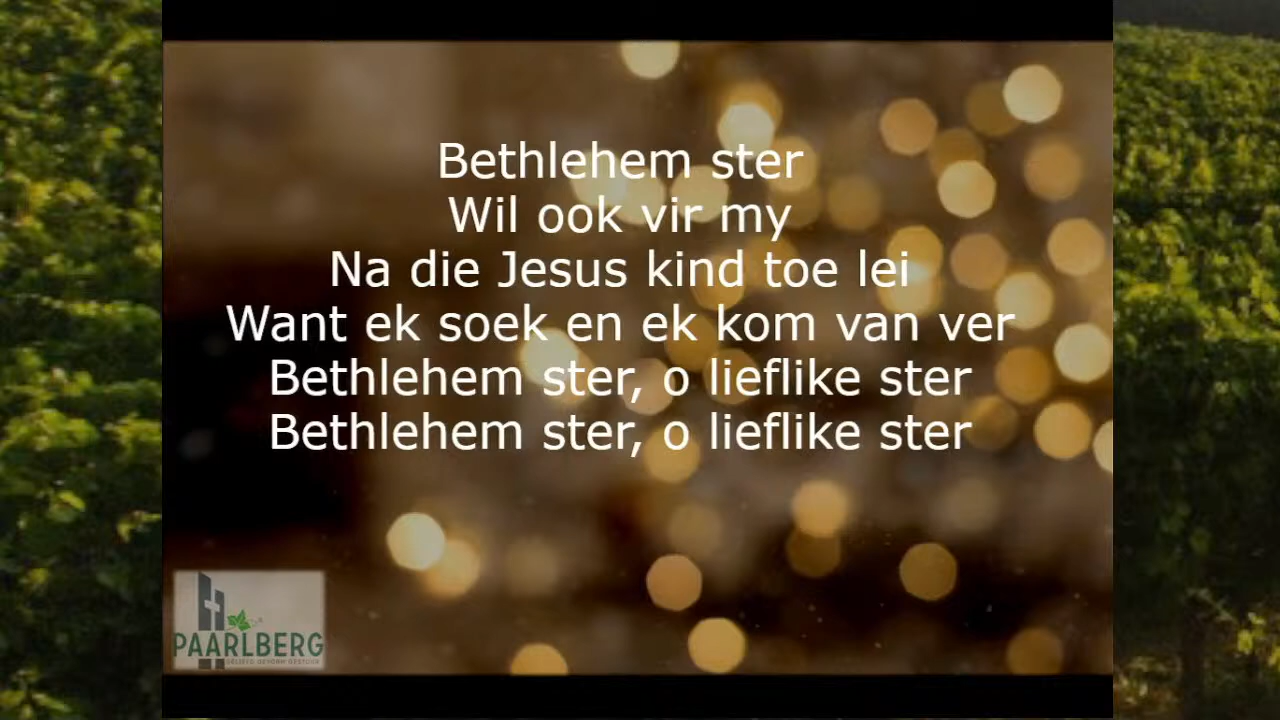 Bethlehem ster
Wil ook vir my
Na die Jesus kind toe lei
Want ek soek en ek kom van ver
Bethlehem ster, o lieflike ster
Bethlehem ster, o lieflike ster
PAARLBERG